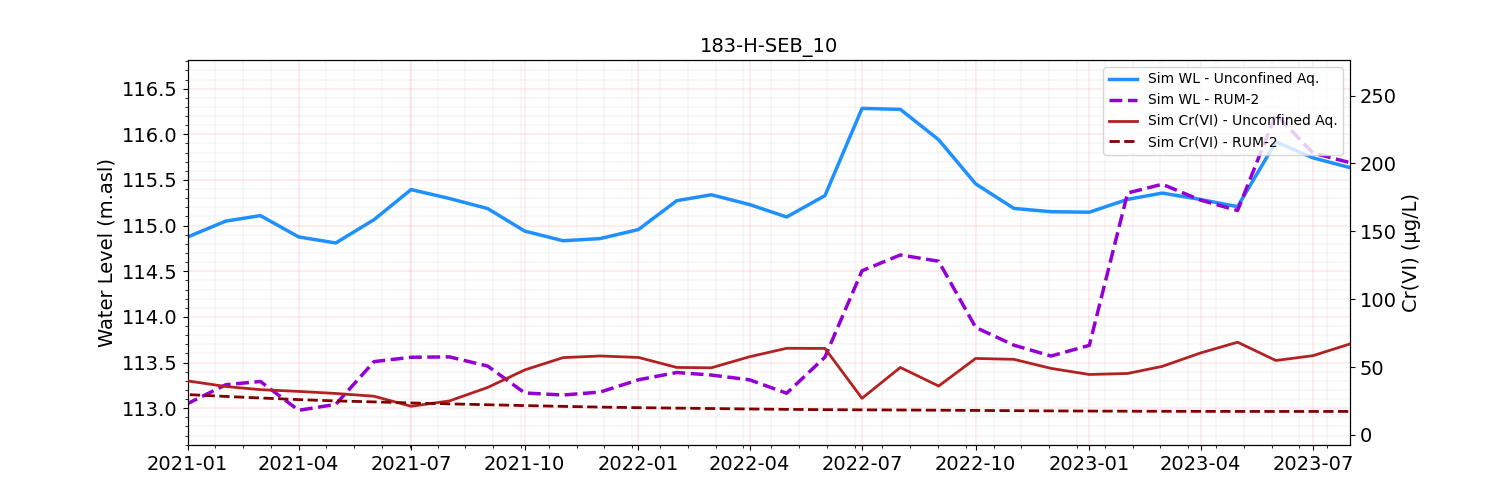 183-H-SEB_10
Water Level (m.asl)
116.5
116.0
115.5
115.0
114.5
114.0
113.5
113.0
Sim WL - Unconfined Aq.
Sim WL - RUM-2
Sim Cr(VI) - Unconfined Aq.
Sim Cr(VI) - RUM-2
250
200
150
100
50
0
Cr(VI) (μg/L)
2021-01 2021-04 2021-07 2021-10 2022-01 2022-04 2022-07 2022-10 2023-01 2023-04 2023-07